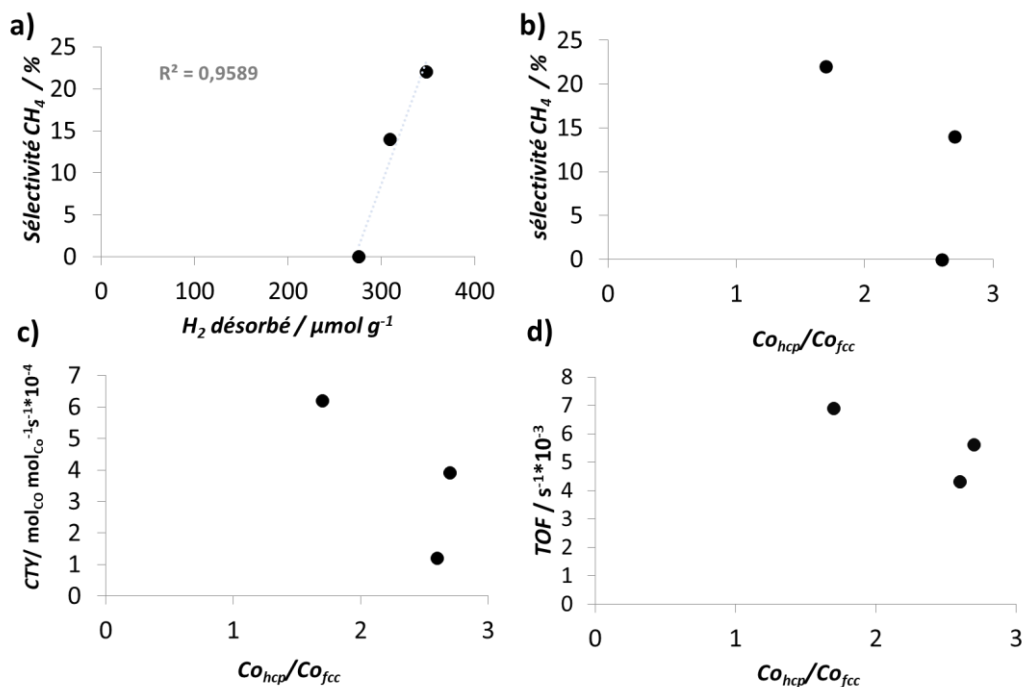 a)
Sélectivité CH4 / %
25
20
15
10
5
0
R² = 0,9589
0 100 200 300 400
H2 désorbé / µmol g-1
b)
sélectivité CH4 / %
25
20
15
10
5
0
0 1 2 3
Cohcp/Cofcc
c)
CTY/ molCO molCo-1s-1*10-4
7
6
5
4
3
2
1
0
0 1 2 3
Cohcp/Cofcc
d)
TOF / s-1*10-3
8
7
6
5
4
3
2
1
0
0 1 2 3
Cohcp/Cofcc